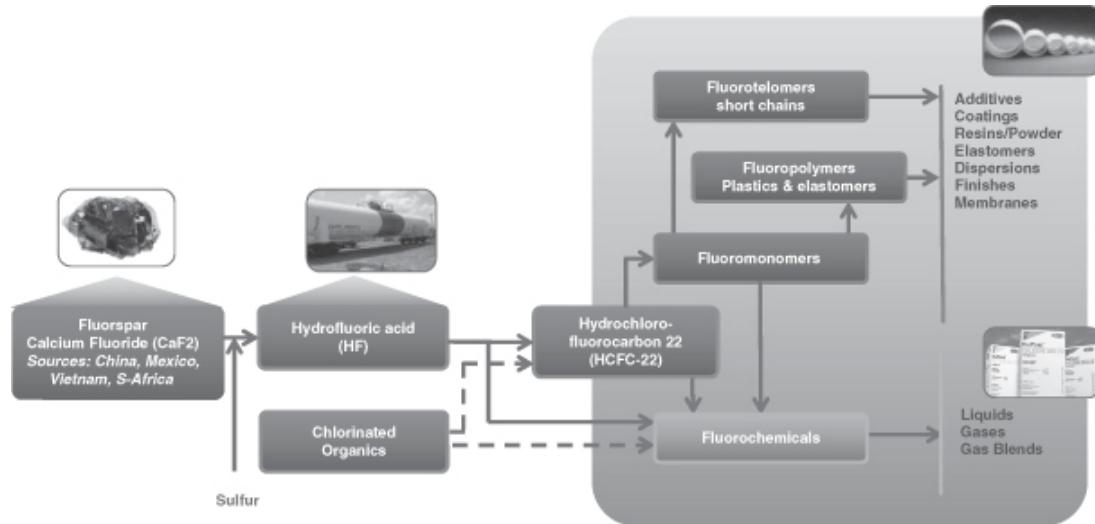 Fluorspar
Calcium Fluoride (CaF2)
Sources: China, Mexico,
Vietnam, S-Africa
Sulfur
Hydrofluoric acid
(HF)
Chlorinated
Organics
Hydrochloro-
fluorocarbon 22
(HCFC-22)
Fluorotelomers
short chains
Fluoropolymers
Plastics & elastomers
Fluoromonomers
Fluorochemicals
Additives
Coatings
Resins/Powder
Elastomers
Dispersions
Finishes
Membranes
Liquids
Gases
Gas Blends